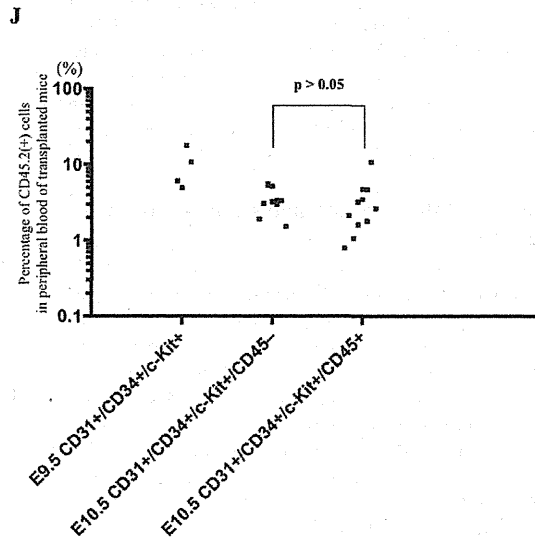 J
(%)
Percentage of CD45.2(+) cells
in peripheral blood of transplanted mice
100
10
1
0.1
p > 0.05
E9.5 CD31+/CD34+/c-Kit+
E10.5 CD31+/CD34+/c-Kit+/CD45–
E10.5 CD31+/CD34+/c-Kit+/CD45+